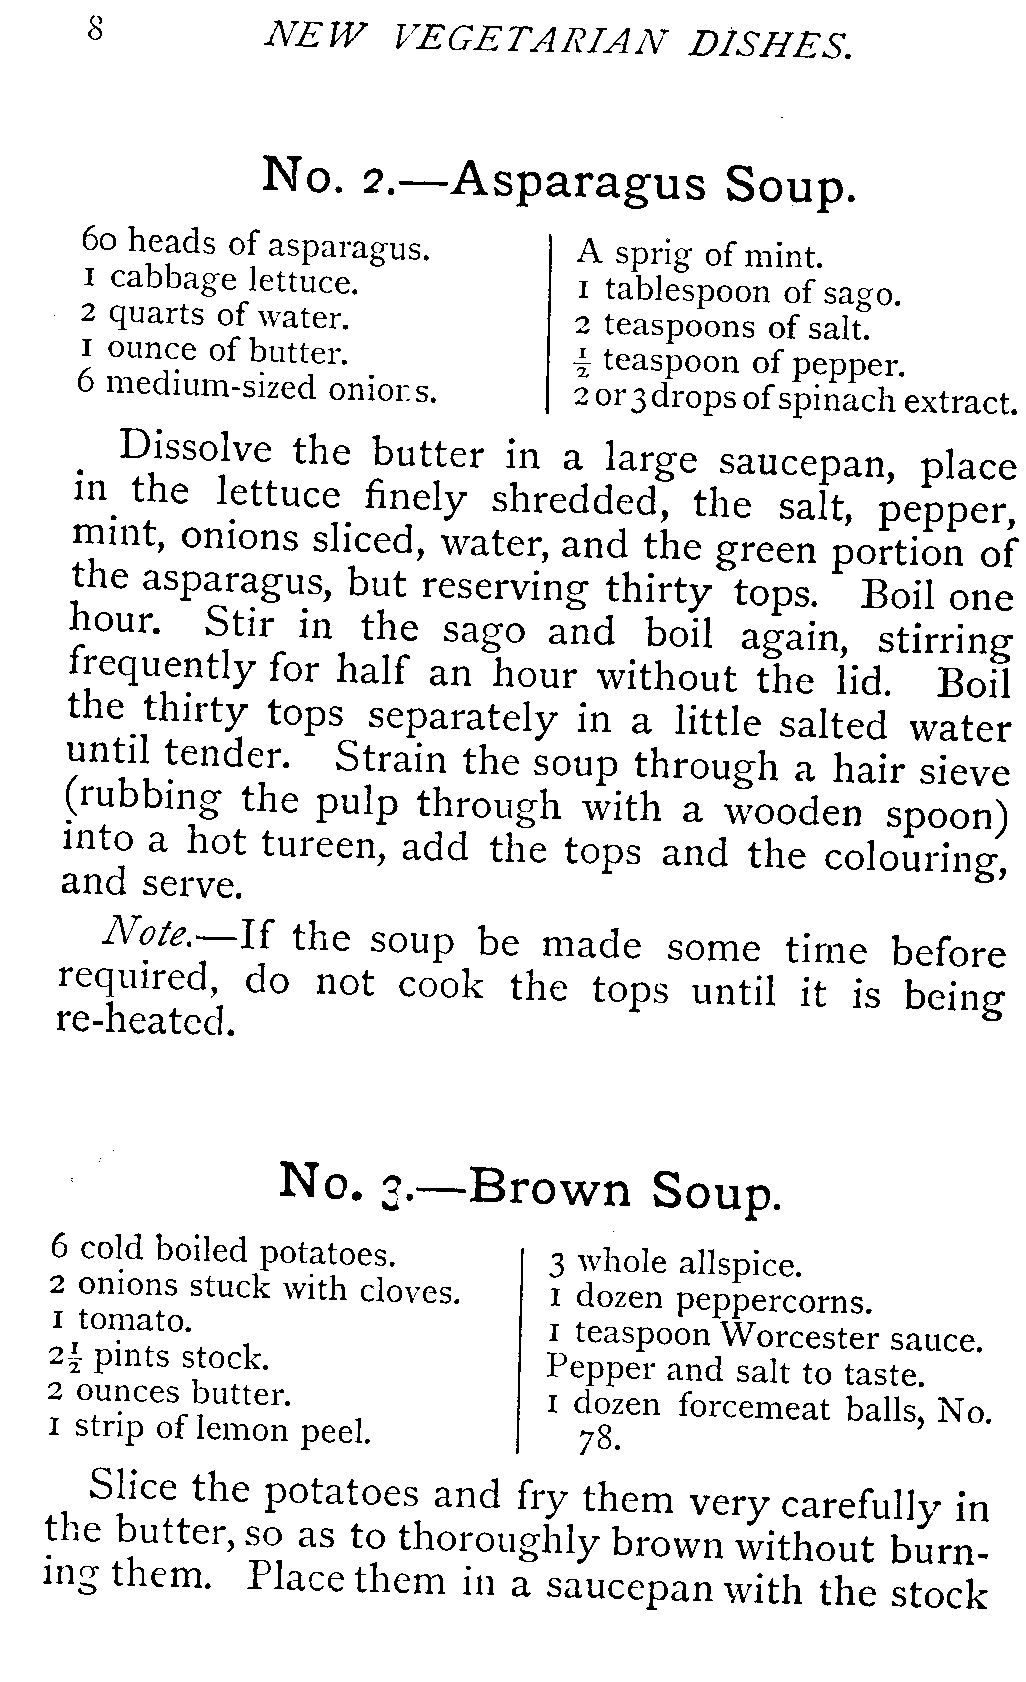 8
NEW VEGETARIAN DISHES.
No. 2.—Asparagus Soup.
60 heads of asparagus.
1 cabbage lettuce.
2 quarts of water.
1 ounce of butter.
6 medium-sized onions.
A sprig of mint.
1 tablespoon of sago.
2 teaspoons of salt.
½ teaspoon of pepper.
2 or 3 drops of spinach extract.
Dissolve the butter in a large saucepan, place
in the lettuce finely shredded, the salt, pepper,
mint, onions sliced, water, and the green portion of
the asparagus, but reserving thirty tops. Boil one
hour. Stir in the sago and boil again, stirring
frequently for half an hour without the lid. Boil
the thirty tops separately in a little salted water
until tender. Strain the soup through a hair sieve
(rubbing the pulp through with a wooden spoon)
into a hot tureen, add the tops and the colouring,
and serve.
Note.—If the soup be made some time before
required, do not cook the tops until it is being
re-heated.
No. 3.—Brown Soup.
6 cold boiled potatoes.
2 onions stuck with cloves.
1 tomato.
2½ pints stock.
2 ounces butter.
1 strip of lemon peel.
3 whole allspice.
1 dozen peppercorns.
1 teaspoon Worcester sauce.
Pepper and salt to taste.
1 dozen forcemeat balls, No.
78.
Slice the potatoes and fry them very carefully in
the butter, so as to thoroughly brown without burn-
ing them. Place them in a saucepan with the stock